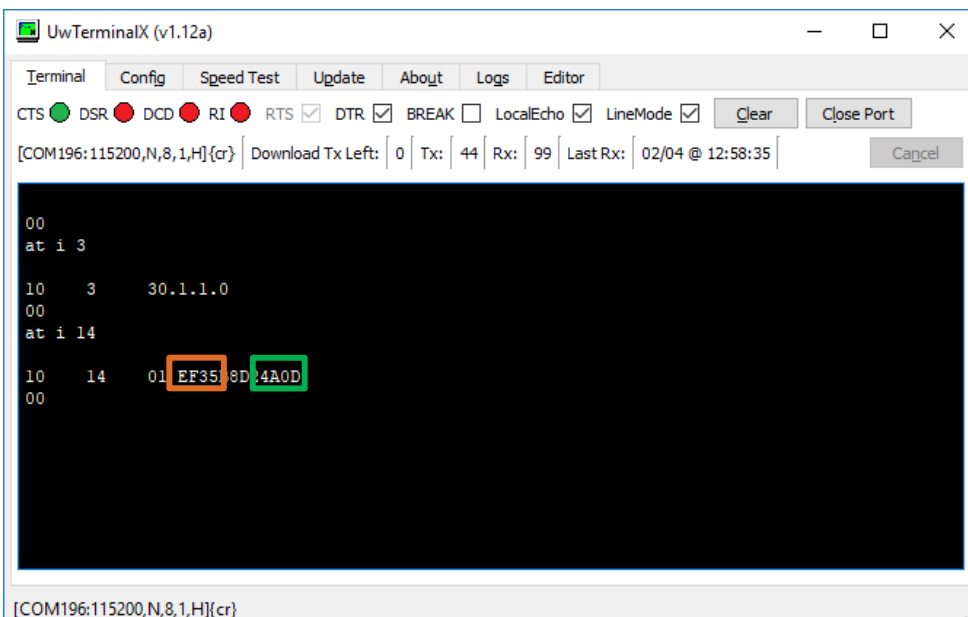 UwTerminalX (v1.12a)
Terminal Config Speed Test Update About Logs Editor
CTS DSR DCD RI RTS DTR BREAK LocalEcho LineMode Clear Close Port
[COM196:115200,N,8,1,H]{cr} Download Tx Left: 0 Tx: 44 Rx: 99 Last Rx: 02/04 @ 12:58:35 Cancel
00
at i 3
10 3 30.1.1.0
00
at i 14
10 14 01 EF35B8D24A0D
00
[COM196:115200,N,8,1,H]{cr}